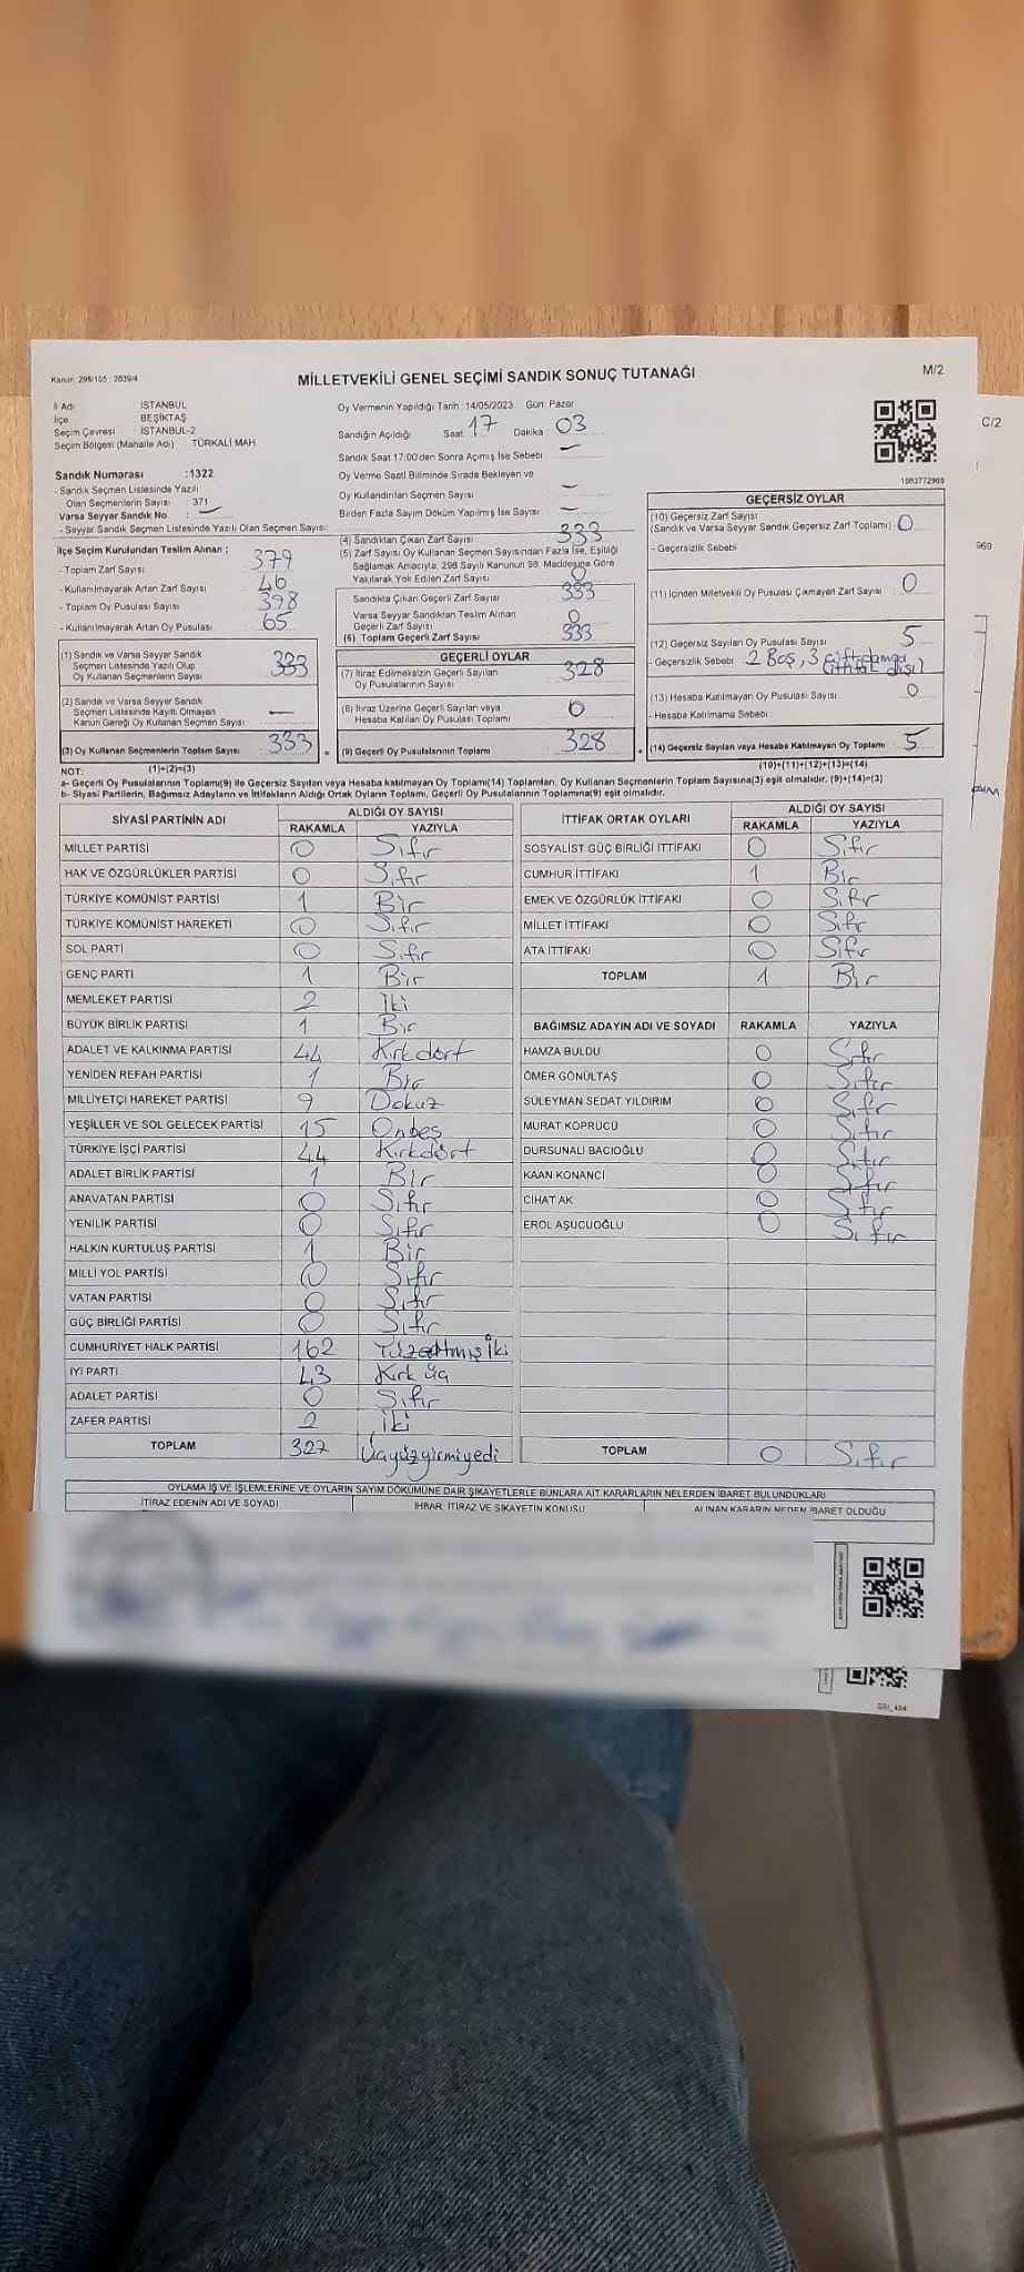 Kanun: 298/105 ; 2839/4
MİLLETVEKİLİ GENEL SEÇİMİ SANDIK SONUÇ TUTANAĞI
M/2
C/2
İl Adı İSTANBUL
İlçe BEŞİKTAŞ
Seçim Çevresi İSTANBUL-2
Seçim Bölgesi (Mahalle Adı) TÜRKALİ MAH.
Oy Vermenin Yapıldığı Tarih: 14/05/2023 Gün: Pazar
Sandığın Açıldığı Saat 17 Dakika 03
Sandık Saat 17:00'den Sonra Açımış İse Sebebi —
Oy Verme Saati Bitiminde Sırada Bekleyen ve
Oy Kullandırılan Seçmen Sayısı —
Birden Fazla Sayım Döküm Yapılmış İse Sayısı —
1083772969
969
Sandık Numarası :1322
- Sandık Seçmen Listesinde Yazılı
Olan Seçmenlerin Sayısı 371
Varsa Seyyar Sandık No : —
- Seyyar Sandık Seçmen Listesinde Yazılı Olan Seçmen Sayısı
İlçe Seçim Kurulundan Teslim Alınan ;
- Toplam Zarf Sayısı 379
- Kullanılmayarak Artan Zarf Sayısı 46
- Toplam Oy Pusulası Sayısı 398
- Kullanılmayarak Artan Oy Pusulası 65
(1) Sandık ve Varsa Seyyar Sandık
Seçmen Listesinde Yazılı Olup
Oy Kullanan Seçmenlerin Sayısı 333
(2) Sandık ve Varsa Seyyar Sandık
Seçmen Listesinde Kayıtlı Olmayan
Kanun Gereği Oy Kullanan Seçmen Sayısı —
(3) Oy Kullanan Seçmenlerin Toplam Sayısı 333
(4) Sandıktan Çıkan Zarf Sayısı 333
(5) Zarf Sayısı Oy Kullanan Seçmen Sayısından Fazla İse, Eşitliği
Sağlamak Amacıyla, 298 Sayılı Kanunun 98. Maddesine Göre
Yakılarak Yok Edilen Zarf Sayısı 0
Sandıkta Çıkan Geçerli Zarf Sayısı 333
Varsa Seyyar Sandıktan Teslim Alınan
Geçerli Zarf Sayısı 0
(6) Toplam Geçerli Zarf Sayısı 333
GEÇERLİ OYLAR
(7) İtiraz Edilmeksizin Geçerli Sayılan
Oy Pusulalarının Sayısı 328
(8) İtiraz Üzerine Geçerli Sayılan veya
Hesaba Katılan Oy Pusulası Toplamı 0
= (9) Geçerli Oy Pusulalarının Toplamı 328
GEÇERSİZ OYLAR
(10) Geçersiz Zarf Sayısı
(Sandık ve Varsa Seyyar Sandık Geçersiz Zarf Toplamı) 0
- Geçersizlik Sebebi
(11) İçinden Milletvekili Oy Pusulası Çıkmayan Zarf Sayısı 0
(12) Geçersiz Sayılan Oy Pusulası Sayısı 5
- Geçersizlik Sebebi 2 Boş, 3 Çift damga (ittifak dışı)
(13) Hesaba Katılmayan Oy Pusulası Sayısı 0
- Hesaba Katılmama Sebebi
+ (14) Geçersiz Sayılan veya Hesaba Katılmayan Oy Toplamı 5
NOT: (1)+(2)=(3)
(10)+(11)+(12)+(13)=(14)
a- Geçerli Oy Pusulalarının Toplamı(9) ile Geçersiz Sayılan veya Hesaba katılmayan Oy Toplamı(14) Toplamları, Oy Kullanan Seçmenlerin Toplam Sayısına(3) eşit olmalıdır. (9)+(14)=(3)
b- Siyasi Partilerin, Bağımsız Adayların ve İttifakların Aldığı Ortak Oyların Toplamı, Geçerli Oy Pusulalarının Toplamına(9) eşit olmalıdır.
SİYASİ PARTİNİN ADI ALDIĞI OY SAYISI
RAKAMLA YAZIYLA
MİLLET PARTİSİ 0 Sıfır
HAK VE ÖZGÜRLÜKLER PARTİSİ 0 Sıfır
TÜRKİYE KOMÜNİST PARTİSİ 1 Bir
TÜRKİYE KOMÜNİST HAREKETİ 0 Sıfır
SOL PARTİ 0 Sıfır
GENÇ PARTİ 1 Bir
MEMLEKET PARTİSİ 2 İki
BÜYÜK BİRLİK PARTİSİ 1 Bir
ADALET VE KALKINMA PARTİSİ 44 Kırkdört
YENİDEN REFAH PARTİSİ 1 Bir
MİLLİYETÇİ HAREKET PARTİSİ 9 Dokuz
YEŞİLLER VE SOL GELECEK PARTİSİ 15 Onbeş
TÜRKİYE İŞÇİ PARTİSİ 44 Kırkdört
ADALET BİRLİK PARTİSİ 1 Bir
ANAVATAN PARTİSİ 0 Sıfır
YENİLİK PARTİSİ 0 Sıfır
HALKIN KURTULUŞ PARTİSİ 1 Bir
MİLLİ YOL PARTİSİ 0 Sıfır
VATAN PARTİSİ 0 Sıfır
GÜÇ BİRLİĞİ PARTİSİ 0 Sıfır
CUMHURİYET HALK PARTİSİ 162 Yüzaltmışİki
İYİ PARTİ 43 Kırk üç
ADALET PARTİSİ 0 Sıfır
ZAFER PARTİSİ 2 İki
TOPLAM 327 Üçyüzyirmiyedi
İTTİFAK ORTAK OYLARI ALDIĞI OY SAYISI
RAKAMLA YAZIYLA
SOSYALİST GÜÇ BİRLİĞİ İTTİFAKI 0 Sıfır
CUMHUR İTTİFAKI 1 Bir
EMEK VE ÖZGÜRLÜK İTTİFAKI 0 Sıfır
MİLLET İTTİFAKI 0 Sıfır
ATA İTTİFAKI 0 Sıfır
TOPLAM 1 Bir
BAĞIMSIZ ADAYIN ADI VE SOYADI RAKAMLA YAZIYLA
HAMZA BULDU 0 Sıfır
ÖMER GÖNÜLTAŞ 0 Sıfır
SÜLEYMAN SEDAT YILDIRIM 0 Sıfır
MURAT KÖPRÜCÜ 0 Sıfır
DURSUNALİ BACIOĞLU 0 Sıfır
KAAN KONANCİ 0 Sıfır
CİHAT AK 0 Sıfır
EROL AŞUCUOĞLU 0 Sıfır
TOPLAM 0 Sıfır
OYLAMA İŞ VE İŞLEMLERİNE VE OYLARIN SAYIM DÖKÜMÜNE DAİR ŞİKAYETLERLE BUNLARA AİT KARARLARIN NELERDEN İBARET BULUNDUKLARI
İTİRAZ EDENİN ADI VE SOYADI İHBAR, İTİRAZ VE ŞİKAYETİN KONUSU ALINAN KARARIN NEDEN İBARET OLDUĞU